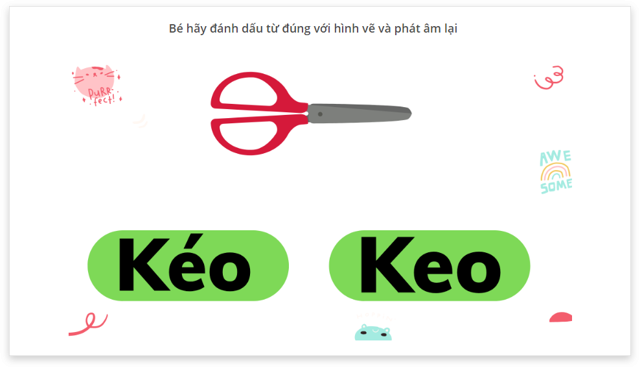 Bé hãy đánh dấu từ đúng với hình vẽ và phát âm lại
PURR
fect!
AWE
SOME
Kéo
Keo